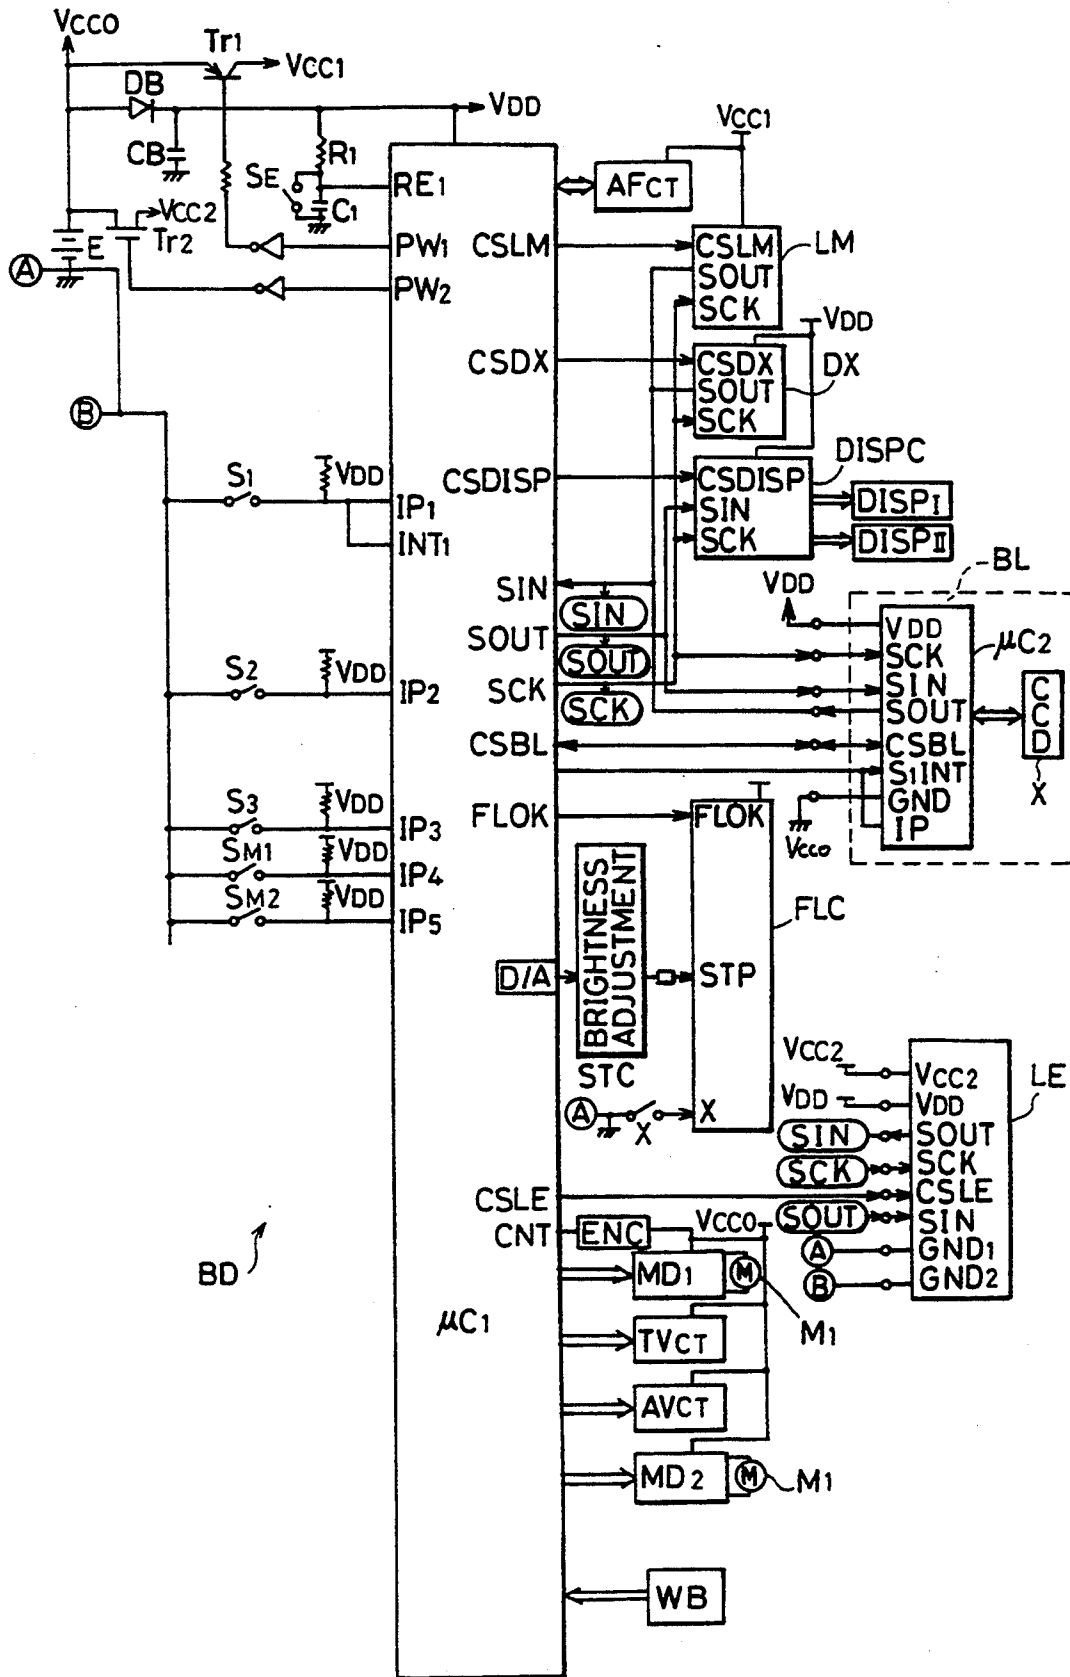 VCC0
Tr1
VCC1
DB
VDD
CB
R1
SE
C1
RE1
VCC2
E
Tr2
A
PW1
PW2
CSLM
VCC1
AFCT
CSLM
SOUT
SCK
LM
VDD
CSDX
CSDX
SOUT
SCK
DX
B
S1
VDD
IP1
INT1
CSDISP
CSDISP
SIN
SCK
DISPC
DISPI
DISPII
SIN
SIN
SOUT
SOUT
SCK
SCK
S2
VDD
IP2
CSBL
VDD
BL
VDD
SCK
SIN
SOUT
CSBL
S1INT
GND
IP
μC2
CCD
X
Vcco
S3
VDD
IP3
SM1
VDD
IP4
SM2
VDD
IP5
FLOK
FLOK
FLC
D/A
BRIGHTNESS
ADJUSTMENT
STP
STC
A
X
X
VCC2
VDD
SIN
SCK
SOUT
A
B
VCC2
VDD
SOUT
SCK
CSLE
SIN
GND1
GND2
LE
CSLE
CNT
ENC
VCC0
MD1
M
M1
BD
μC1
TVCT
AVCT
MD2
M
M1
WB